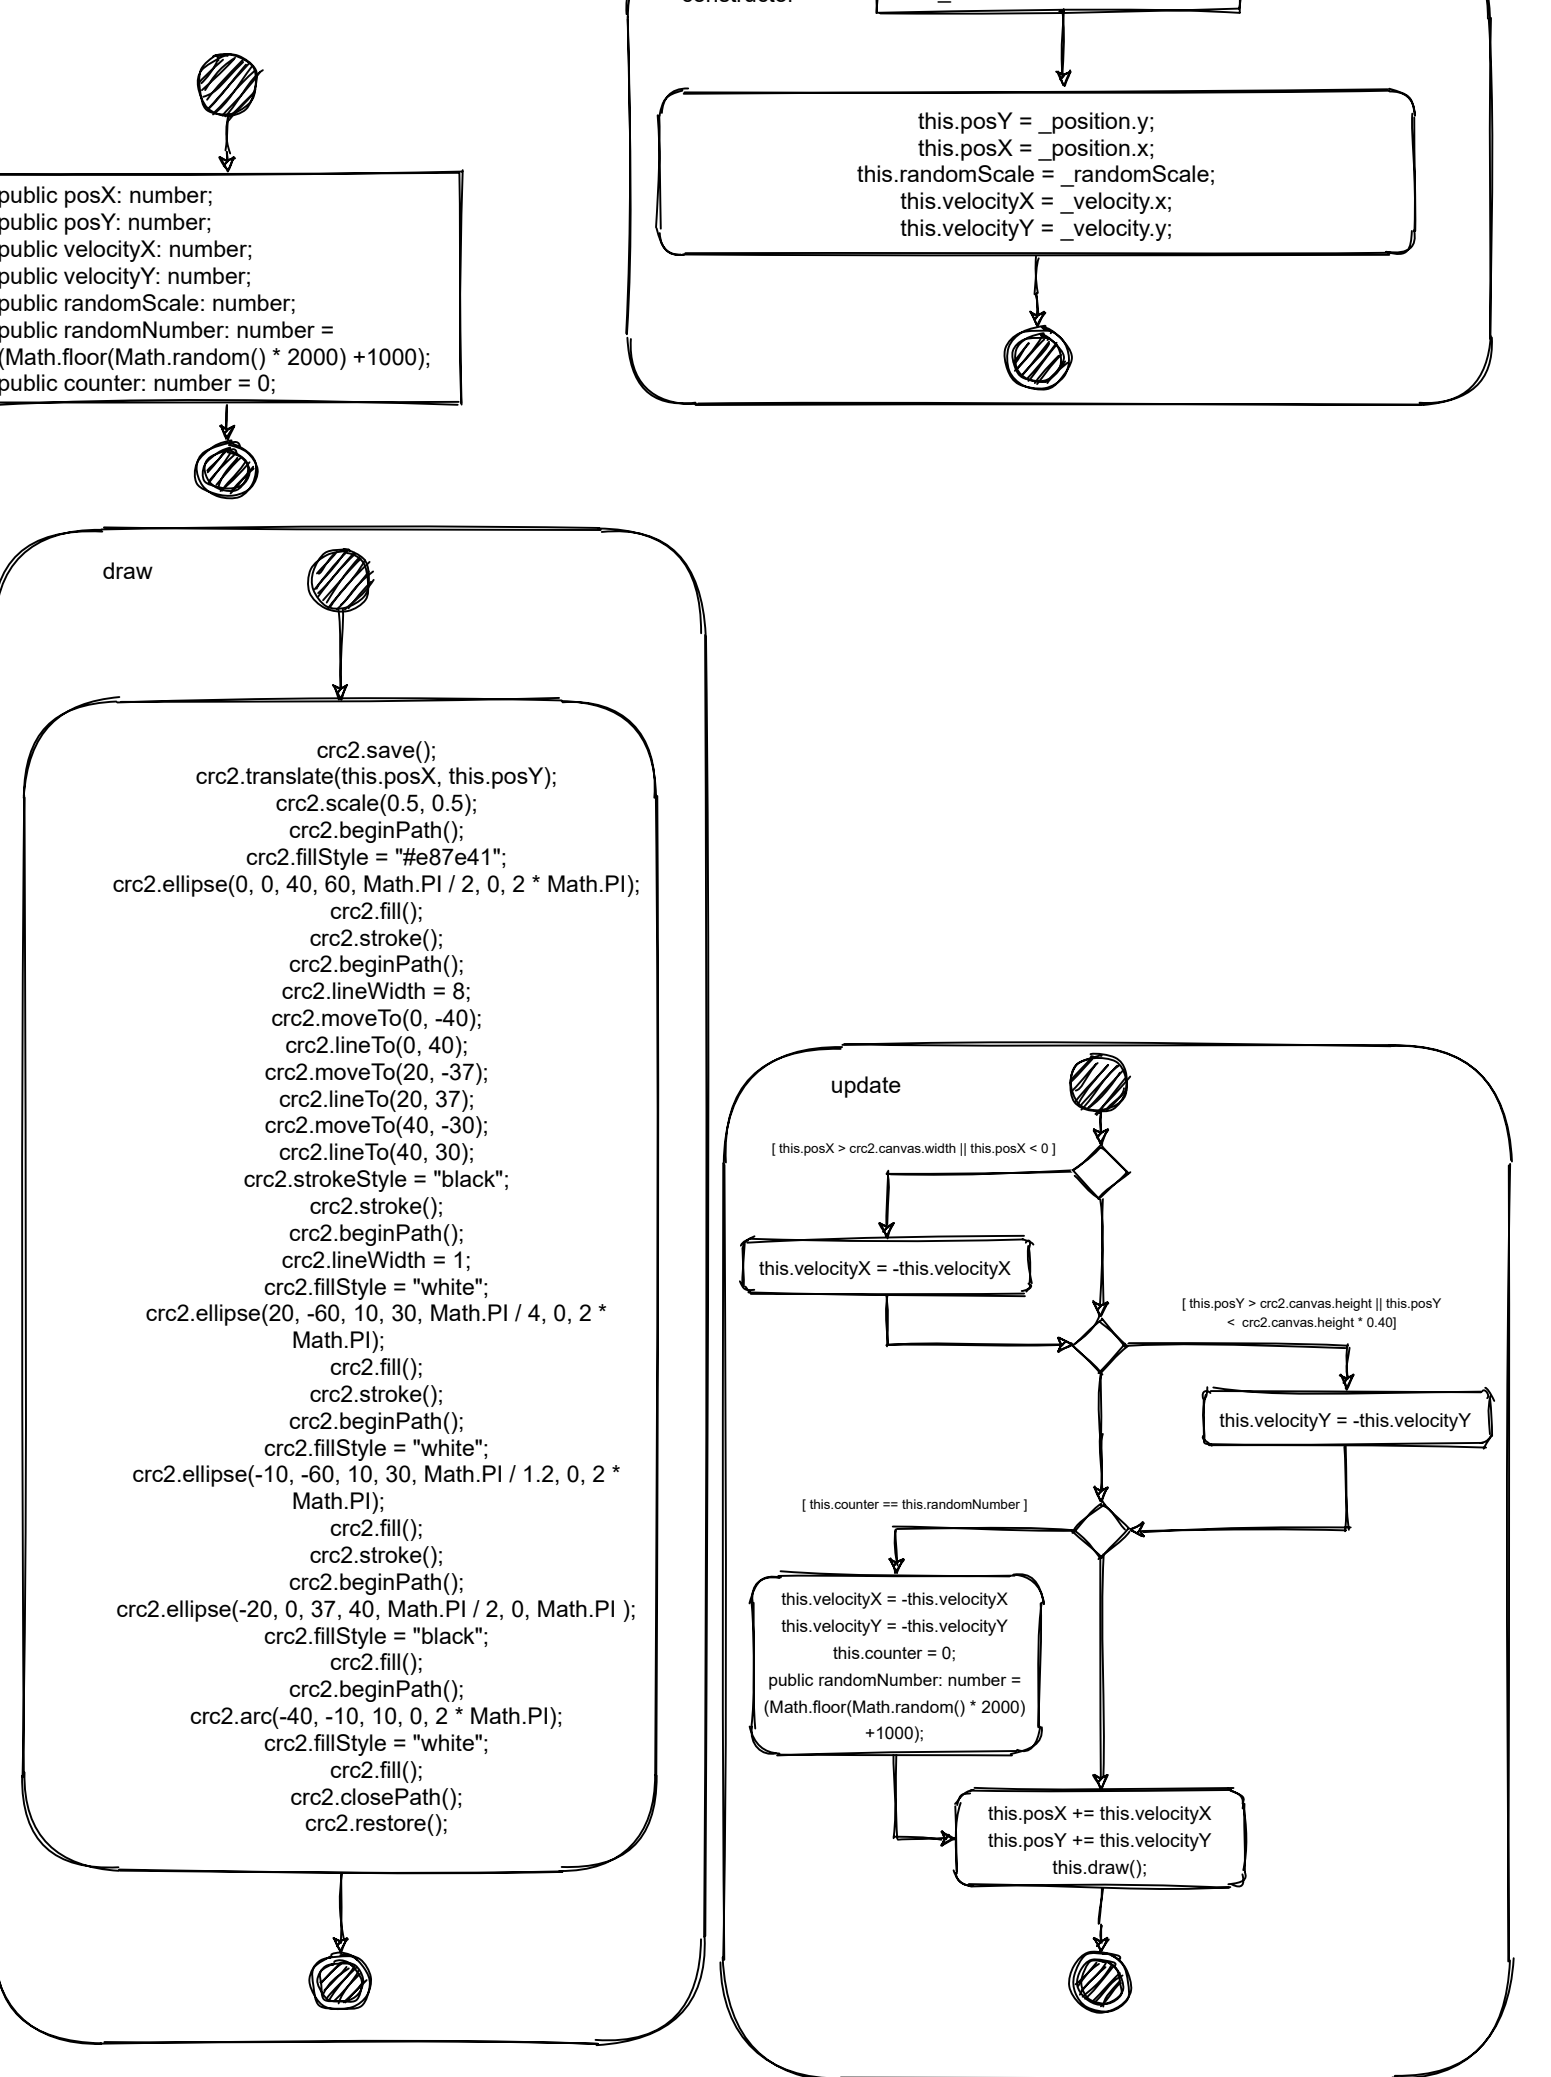 public posX: number;
public posY: number;
public velocityX: number;
public velocityY: number;
public randomScale: number;
public randomNumber: number =
(Math.floor(Math.random() * 2000) +1000);
public counter: number = 0;
this.posY = _position.y;
this.posX = _position.x;
this.randomScale = _randomScale;
this.velocityX = _velocity.x;
this.velocityY = _velocity.y;
draw
crc2.save();
crc2.translate(this.posX, this.posY);
crc2.scale(0.5, 0.5);
crc2.beginPath();
crc2.fillStyle = "#e87e41";
crc2.ellipse(0, 0, 40, 60, Math.PI / 2, 0, 2 * Math.PI);
crc2.fill();
crc2.stroke();
crc2.beginPath();
crc2.lineWidth = 8;
crc2.moveTo(0, -40);
crc2.lineTo(0, 40);
crc2.moveTo(20, -37);
crc2.lineTo(20, 37);
crc2.moveTo(40, -30);
crc2.lineTo(40, 30);
crc2.strokeStyle = "black";
crc2.stroke();
crc2.beginPath();
crc2.lineWidth = 1;
crc2.fillStyle = "white";
crc2.ellipse(20, -60, 10, 30, Math.PI / 4, 0, 2 *
Math.PI);
crc2.fill();
crc2.stroke();
crc2.beginPath();
crc2.fillStyle = "white";
crc2.ellipse(-10, -60, 10, 30, Math.PI / 1.2, 0, 2 *
Math.PI);
crc2.fill();
crc2.stroke();
crc2.beginPath();
crc2.ellipse(-20, 0, 37, 40, Math.PI / 2, 0, Math.PI );
crc2.fillStyle = "black";
crc2.fill();
crc2.beginPath();
crc2.arc(-40, -10, 10, 0, 2 * Math.PI);
crc2.fillStyle = "white";
crc2.fill();
crc2.closePath();
crc2.restore();
update
[ this.posX > crc2.canvas.width || this.posX < 0 ]
this.velocityX = -this.velocityX
[ this.posY > crc2.canvas.height || this.posY
< crc2.canvas.height * 0.40]
this.velocityY = -this.velocityY
[ this.counter == this.randomNumber ]
this.velocityX = -this.velocityX
this.velocityY = -this.velocityY
this.counter = 0;
public randomNumber: number =
(Math.floor(Math.random() * 2000)
+1000);
this.posX += this.velocityX
this.posY += this.velocityY
this.draw();